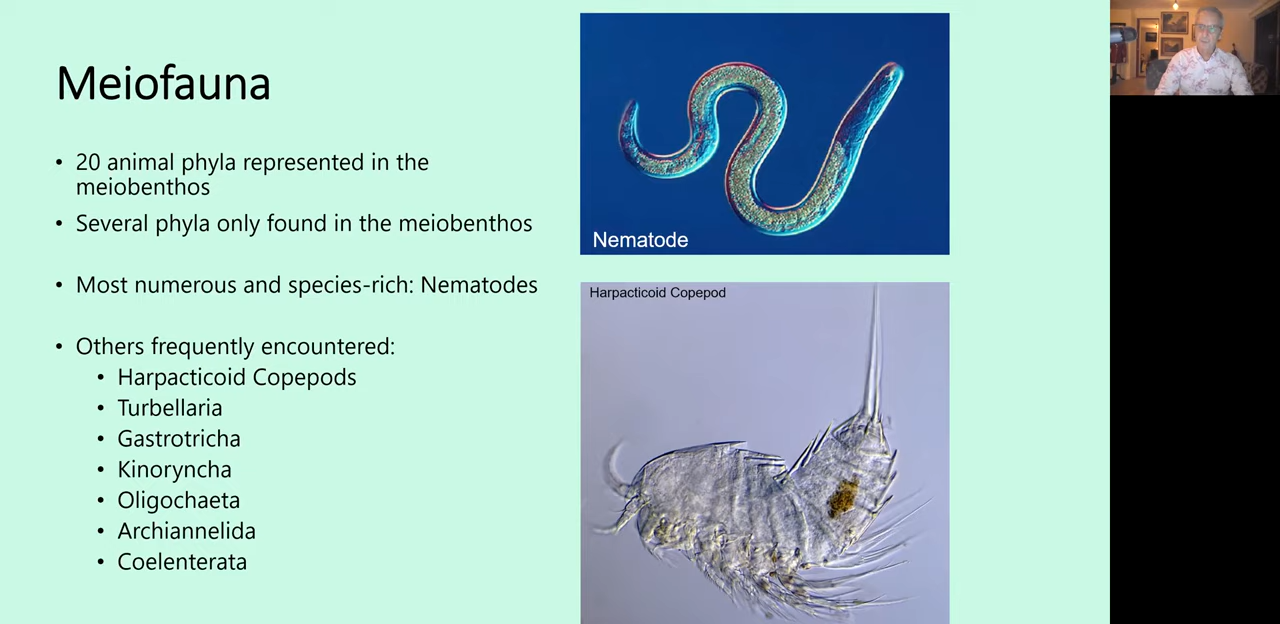 Meiofauna
• 20 animal phyla represented in the
meiobenthos
• Several phyla only found in the meiobenthos
• Most numerous and species-rich: Nematodes
• Others frequently encountered:
• Harpacticoid Copepods
• Turbellaria
• Gastrotricha
• Kinoryncha
• Oligochaeta
• Archiannelida
• Coelenterata
Nematode
Harpacticoid Copepod